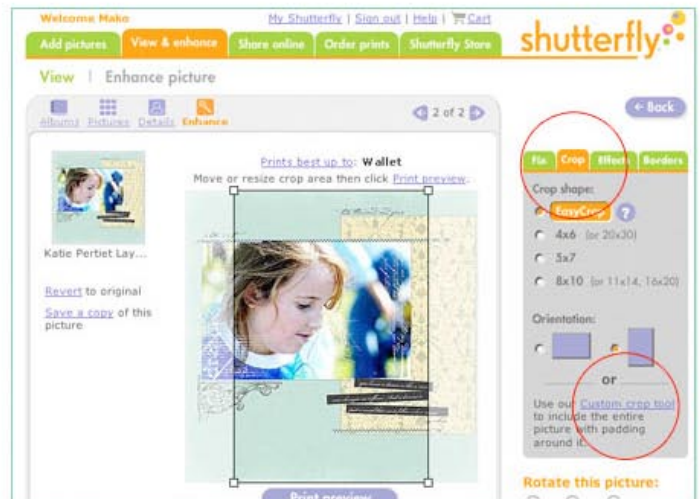 Welcome Mako
My Shutterfly | Sign out | Help | Cart
shutterfly
Add pictures
View & enhance
Share online
Order prints
Shutterfly Store
View | Enhance picture
Albums
Pictures
Details
Enhance
2 of 2
Back
Prints best up to: Wallet
Move or resize crop area then click Print preview.
Katie Pertiet Lay...
Revert to original
Save a copy of this
picture
Print preview
Fix
Crop
Effects
Borders
Crop shape:
EasyCrop ?
4x6 (or 20x30)
5x7
8x10 (or 11x14, 16x20)
Orientation:
or
Use our Custom crop tool
to include the entire
picture with padding
around it.
Rotate this picture: